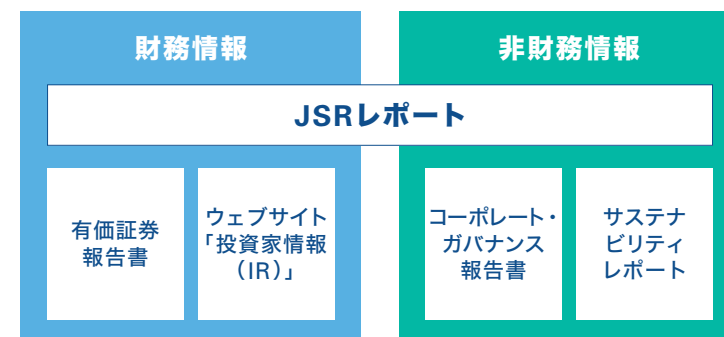 財務情報
非財務情報
JSRレポート
有価証券
報告書
ウェブサイト
「投資家情報
（IR）」
コーポレート・
ガバナンス
報告書
サステナ
ビリティ
レポート